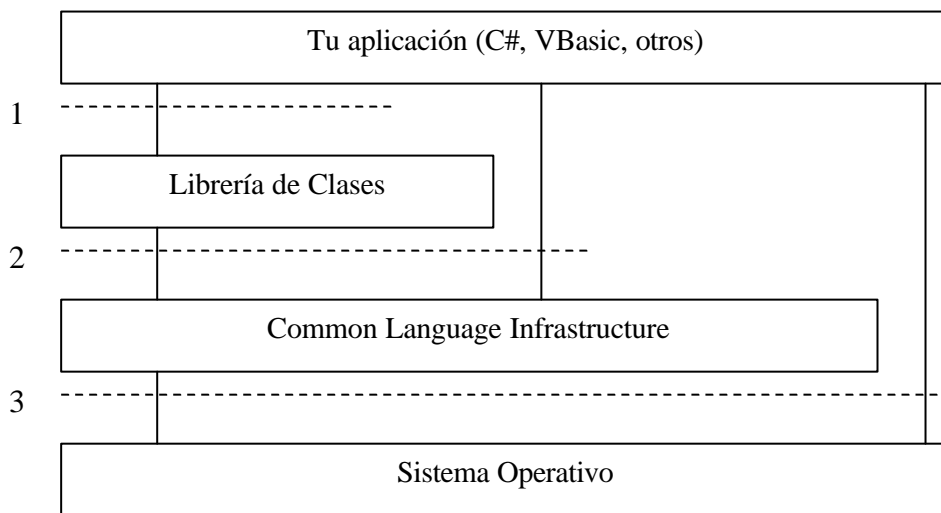 Tu aplicación (C#, VBasic, otros)
1
Librería de Clases
2
Common Language Infrastructure
3
Sistema Operativo